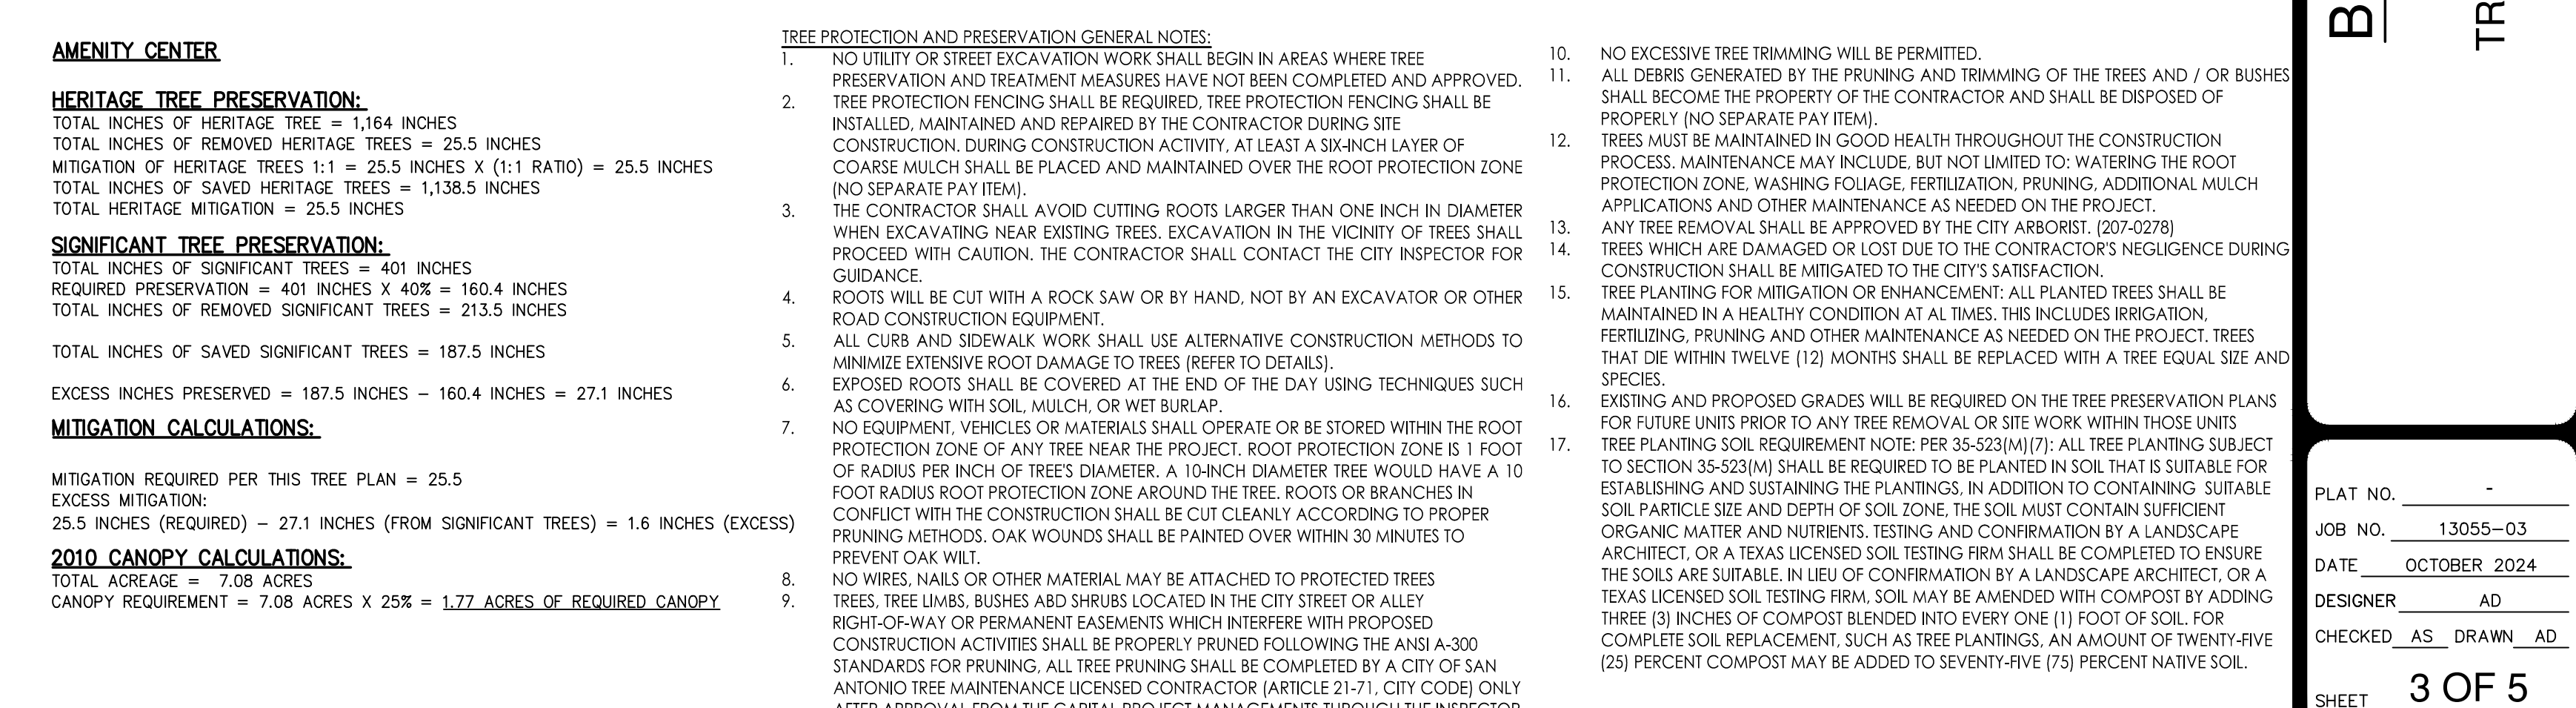 AMENITY CENTER
HERITAGE TREE PRESERVATION:
TOTAL INCHES OF HERITAGE TREE = 1,164 INCHES
TOTAL INCHES OF REMOVED HERITAGE TREES = 25.5 INCHES
MITIGATION OF HERITAGE TREES 1:1 = 25.5 INCHES X (1:1 RATIO) = 25.5 INCHES
TOTAL INCHES OF SAVED HERITAGE TREES = 1,138.5 INCHES
TOTAL HERITAGE MITIGATION = 25.5 INCHES
SIGNIFICANT TREE PRESERVATION:
TOTAL INCHES OF SIGNIFICANT TREES = 401 INCHES
REQUIRED PRESERVATION = 401 INCHES X 40% = 160.4 INCHES
TOTAL INCHES OF REMOVED SIGNIFICANT TREES = 213.5 INCHES
TOTAL INCHES OF SAVED SIGNIFICANT TREES = 187.5 INCHES
EXCESS INCHES PRESERVED = 187.5 INCHES – 160.4 INCHES = 27.1 INCHES
MITIGATION CALCULATIONS:
MITIGATION REQUIRED PER THIS TREE PLAN = 25.5
EXCESS MITIGATION:
25.5 INCHES (REQUIRED) – 27.1 INCHES (FROM SIGNIFICANT TREES) = 1.6 INCHES (EXCESS)
2010 CANOPY CALCULATIONS:
TOTAL ACREAGE = 7.08 ACRES
CANOPY REQUIREMENT = 7.08 ACRES X 25% = 1.77 ACRES OF REQUIRED CANOPY
TREE PROTECTION AND PRESERVATION GENERAL NOTES:
1. NO UTILITY OR STREET EXCAVATION WORK SHALL BEGIN IN AREAS WHERE TREE
PRESERVATION AND TREATMENT MEASURES HAVE NOT BEEN COMPLETED AND APPROVED.
2. TREE PROTECTION FENCING SHALL BE REQUIRED, TREE PROTECTION FENCING SHALL BE
INSTALLED, MAINTAINED AND REPAIRED BY THE CONTRACTOR DURING SITE
CONSTRUCTION. DURING CONSTRUCTION ACTIVITY, AT LEAST A SIX-INCH LAYER OF
COARSE MULCH SHALL BE PLACED AND MAINTAINED OVER THE ROOT PROTECTION ZONE
(NO SEPARATE PAY ITEM).
3. THE CONTRACTOR SHALL AVOID CUTTING ROOTS LARGER THAN ONE INCH IN DIAMETER
WHEN EXCAVATING NEAR EXISTING TREES. EXCAVATION IN THE VICINITY OF TREES SHALL
PROCEED WITH CAUTION. THE CONTRACTOR SHALL CONTACT THE CITY INSPECTOR FOR
GUIDANCE.
4. ROOTS WILL BE CUT WITH A ROCK SAW OR BY HAND, NOT BY AN EXCAVATOR OR OTHER
ROAD CONSTRUCTION EQUIPMENT.
5. ALL CURB AND SIDEWALK WORK SHALL USE ALTERNATIVE CONSTRUCTION METHODS TO
MINIMIZE EXTENSIVE ROOT DAMAGE TO TREES (REFER TO DETAILS).
6. EXPOSED ROOTS SHALL BE COVERED AT THE END OF THE DAY USING TECHNIQUES SUCH
AS COVERING WITH SOIL, MULCH, OR WET BURLAP.
7. NO EQUIPMENT, VEHICLES OR MATERIALS SHALL OPERATE OR BE STORED WITHIN THE ROOT
PROTECTION ZONE OF ANY TREE NEAR THE PROJECT. ROOT PROTECTION ZONE IS 1 FOOT
OF RADIUS PER INCH OF TREE'S DIAMETER. A 10-INCH DIAMETER TREE WOULD HAVE A 10
FOOT RADIUS ROOT PROTECTION ZONE AROUND THE TREE. ROOTS OR BRANCHES IN
CONFLICT WITH THE CONSTRUCTION SHALL BE CUT CLEANLY ACCORDING TO PROPER
PRUNING METHODS. OAK WOUNDS SHALL BE PAINTED OVER WITHIN 30 MINUTES TO
PREVENT OAK WILT.
8. NO WIRES, NAILS OR OTHER MATERIAL MAY BE ATTACHED TO PROTECTED TREES
9. TREES, TREE LIMBS, BUSHES ABD SHRUBS LOCATED IN THE CITY STREET OR ALLEY
RIGHT-OF-WAY OR PERMANENT EASEMENTS WHICH INTERFERE WITH PROPOSED
CONSTRUCTION ACTIVITIES SHALL BE PROPERLY PRUNED FOLLOWING THE ANSI A-300
STANDARDS FOR PRUNING, ALL TREE PRUNING SHALL BE COMPLETED BY A CITY OF SAN
ANTONIO TREE MAINTENANCE LICENSED CONTRACTOR (ARTICLE 21-71, CITY CODE) ONLY
AFTER APPROVAL FROM THE CAPITAL PROJECT MANAGEMENTS THROUGH THE INSPECTOR
10. NO EXCESSIVE TREE TRIMMING WILL BE PERMITTED.
11. ALL DEBRIS GENERATED BY THE PRUNING AND TRIMMING OF THE TREES AND / OR BUSHES
SHALL BECOME THE PROPERTY OF THE CONTRACTOR AND SHALL BE DISPOSED OF
PROPERLY (NO SEPARATE PAY ITEM).
12. TREES MUST BE MAINTAINED IN GOOD HEALTH THROUGHOUT THE CONSTRUCTION
PROCESS. MAINTENANCE MAY INCLUDE, BUT NOT LIMITED TO: WATERING THE ROOT
PROTECTION ZONE, WASHING FOLIAGE, FERTILIZATION, PRUNING, ADDITIONAL MULCH
APPLICATIONS AND OTHER MAINTENANCE AS NEEDED ON THE PROJECT.
13. ANY TREE REMOVAL SHALL BE APPROVED BY THE CITY ARBORIST. (207-0278)
14. TREES WHICH ARE DAMAGED OR LOST DUE TO THE CONTRACTOR'S NEGLIGENCE DURING
CONSTRUCTION SHALL BE MITIGATED TO THE CITY'S SATISFACTION.
15. TREE PLANTING FOR MITIGATION OR ENHANCEMENT: ALL PLANTED TREES SHALL BE
MAINTAINED IN A HEALTHY CONDITION AT AL TIMES. THIS INCLUDES IRRIGATION,
FERTILIZING, PRUNING AND OTHER MAINTENANCE AS NEEDED ON THE PROJECT. TREES
THAT DIE WITHIN TWELVE (12) MONTHS SHALL BE REPLACED WITH A TREE EQUAL SIZE AND
SPECIES.
16. EXISTING AND PROPOSED GRADES WILL BE REQUIRED ON THE TREE PRESERVATION PLANS
FOR FUTURE UNITS PRIOR TO ANY TREE REMOVAL OR SITE WORK WITHIN THOSE UNITS
17. TREE PLANTING SOIL REQUIREMENT NOTE: PER 35-523(M)(7): ALL TREE PLANTING SUBJECT
TO SECTION 35-523(M) SHALL BE REQUIRED TO BE PLANTED IN SOIL THAT IS SUITABLE FOR
ESTABLISHING AND SUSTAINING THE PLANTINGS, IN ADDITION TO CONTAINING SUITABLE
SOIL PARTICLE SIZE AND DEPTH OF SOIL ZONE, THE SOIL MUST CONTAIN SUFFICIENT
ORGANIC MATTER AND NUTRIENTS. TESTING AND CONFIRMATION BY A LANDSCAPE
ARCHITECT, OR A TEXAS LICENSED SOIL TESTING FIRM SHALL BE COMPLETED TO ENSURE
THE SOILS ARE SUITABLE. IN LIEU OF CONFIRMATION BY A LANDSCAPE ARCHITECT, OR A
TEXAS LICENSED SOIL TESTING FIRM, SOIL MAY BE AMENDED WITH COMPOST BY ADDING
THREE (3) INCHES OF COMPOST BLENDED INTO EVERY ONE (1) FOOT OF SOIL. FOR
COMPLETE SOIL REPLACEMENT, SUCH AS TREE PLANTINGS, AN AMOUNT OF TWENTY-FIVE
(25) PERCENT COMPOST MAY BE ADDED TO SEVENTY-FIVE (75) PERCENT NATIVE SOIL.
B
TR
PLAT NO. -
JOB NO. 13055–03
DATE OCTOBER 2024
DESIGNER AD
CHECKED AS DRAWN AD
SHEET 3 OF 5